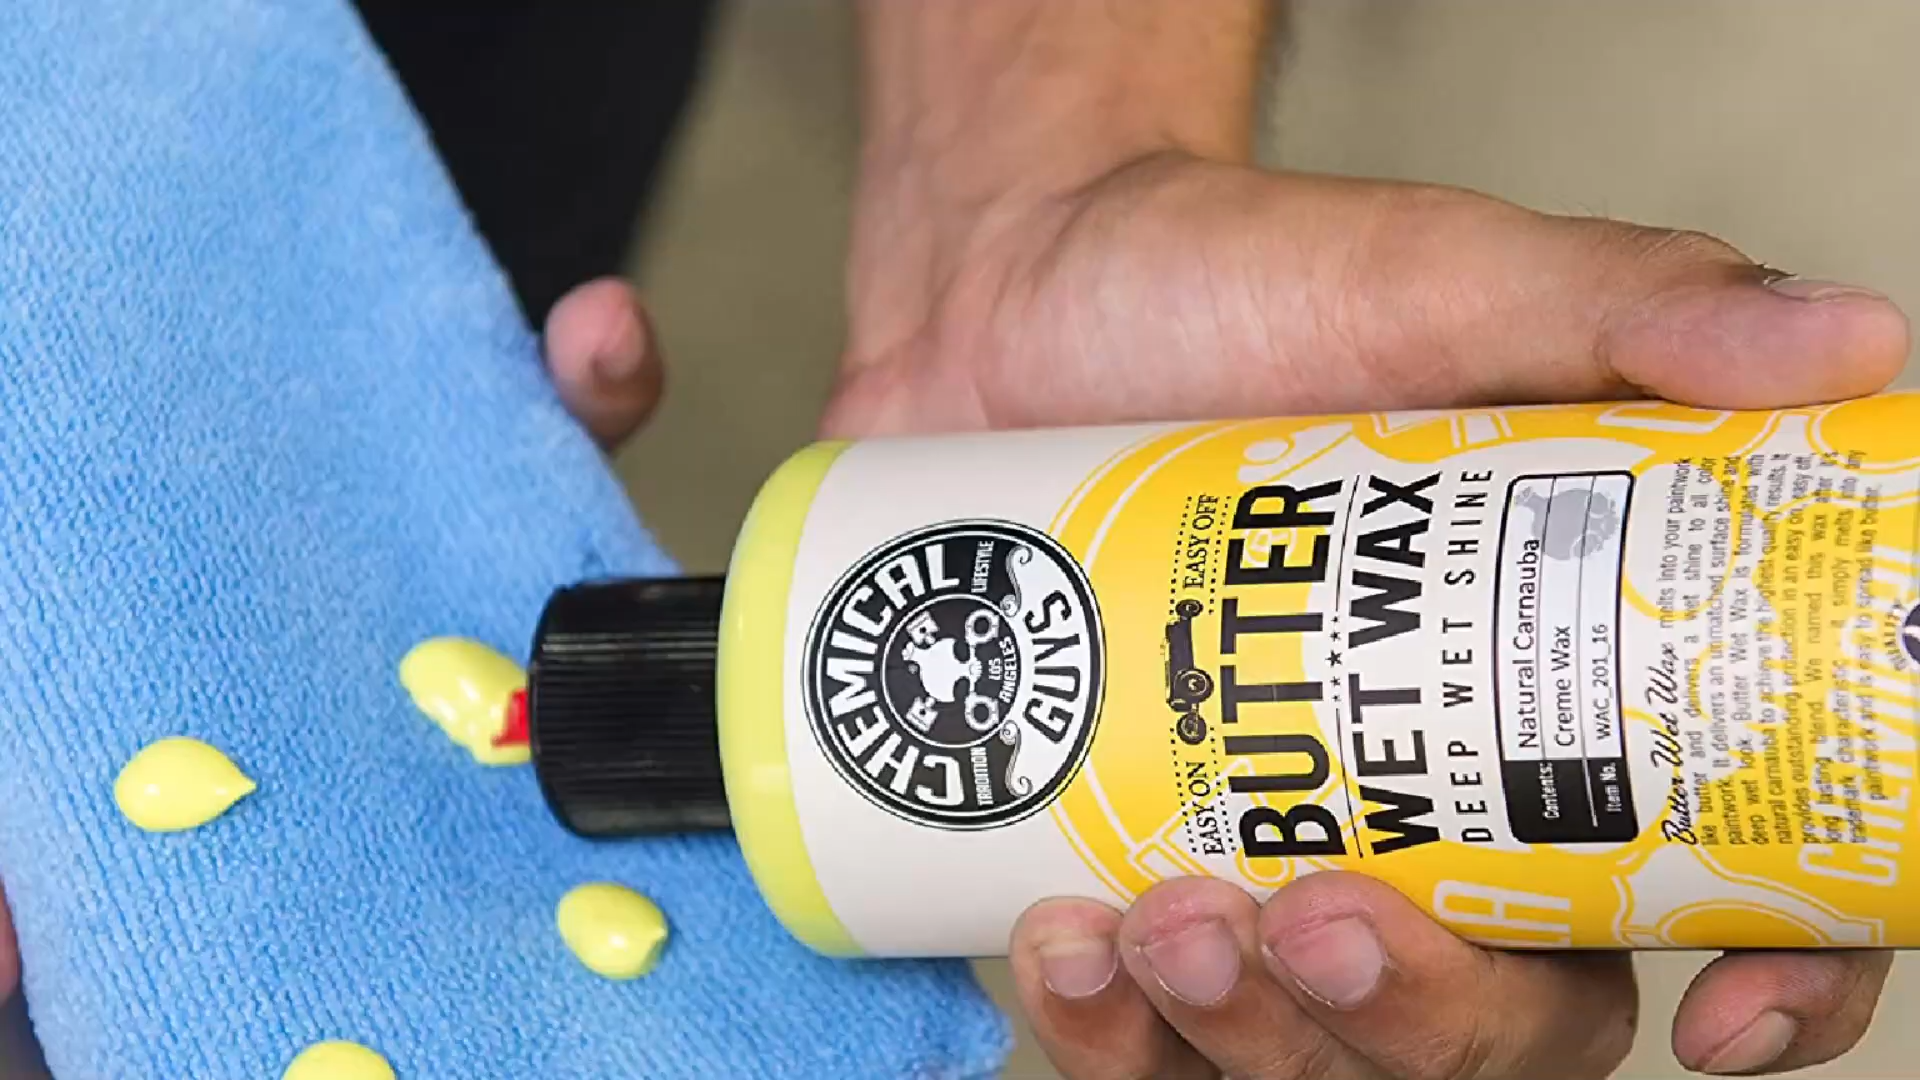 CHEMICAL
GUYS
TRADITION
LOS
ANGELES
LIFESTYLE
EASY ON
EASY OFF
BUTTER
WET WAX
DEEP WET SHINE
Contents:
Natural Carnauba
Creme Wax
Item No.
WAC_201_16
Butter Wet Wax melts into your paintwork
like butter and delivers a wet shine to all color
paintwork. It delivers an unmatched surface shine and
deep wet look. Butter Wet Wax is formulated with
natural carnauba to achieve the highest quality results. It
provides outstanding protection in an easy on, easy off,
long lasting blend. We named this wax after it's
trademark characteristic - it simply melts into any
paintwork and is easy to spread like butter.
CHEMICAL